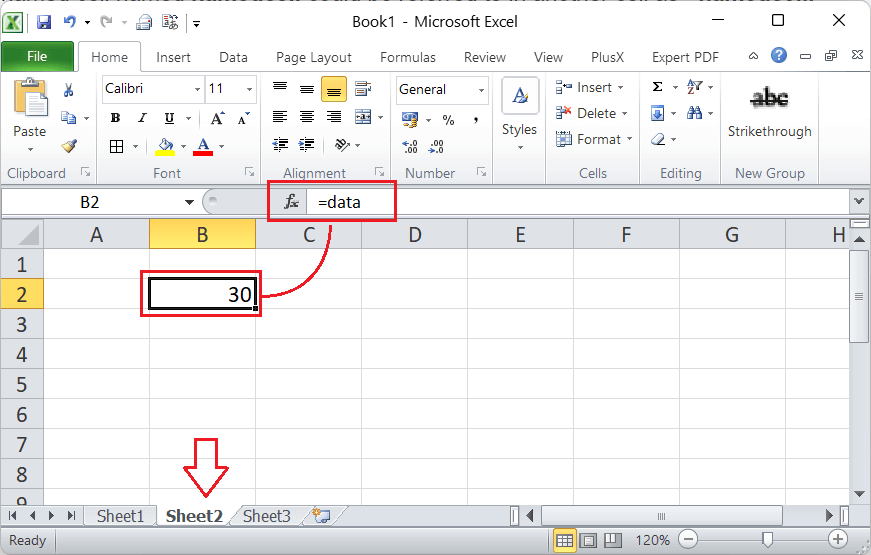 Book1 - Microsoft Excel
File Home Insert Data Page Layout Formulas Review View PlusX Expert PDF
Calibri 11 General Insert Σ
Paste B I U A A Styles Delete Strikethrough
A % , Format
Clipboard Font Alignment Number Cells Editing New Group
B2 fx =data
A B C D E F G H
1
2 30
3
4
5
6
7
8
9
Sheet1 Sheet2 Sheet3
Ready 120%